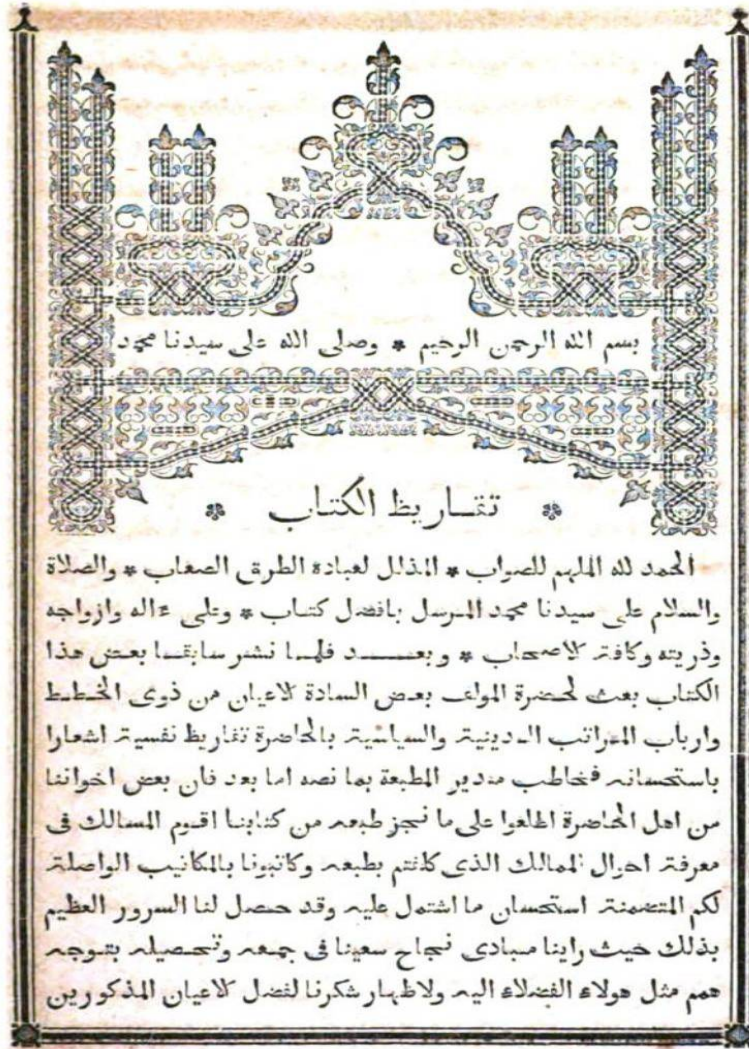 بسم الله الرحمن الرحيم * وصلى الله على سيدنا محمد
* تقاريظ الكتاب *
الحمد لله الملهم للصواب * المذلل لعباده الطرق الصعاب * والصلاة
والسلام على سيدنا محمد المرسل بافضل كتاب * وعلى ءاله وازواجه
وذريته وكافة الاصحاب * وبعـــد فلما نشر سابقا بعض هذا
الكتاب بعث لحضرة المولف بعض السادة الاعيان من ذوى الخطط
وارباب المراتب الدينية والسياسية بالحاضرة تقاريظ نفسية اشعارا
باستحسانه فخاطب مدير المطبعة بما نصه اما بعد فان بعض اخواننا
من اهل الحاضرة اطلعوا على ما نجز طبعه من كتابنا اقوم المسالك فى
معرفة احوال الممالك الذى كلفتم بطبعه وكاتبونا بالمكاتيب الواصلة
لكم المتضمنة استحسان ما اشتمل عليه وقد حصل لنا السرور العظيم
بذلك حيث راينا مبادى نجاح سعينا فى جمعه وتحصيله بتوجه
همم مثل هولاء الفضلاء اليه ولاظهار شكرنا لفضل الاعيان المذكورين